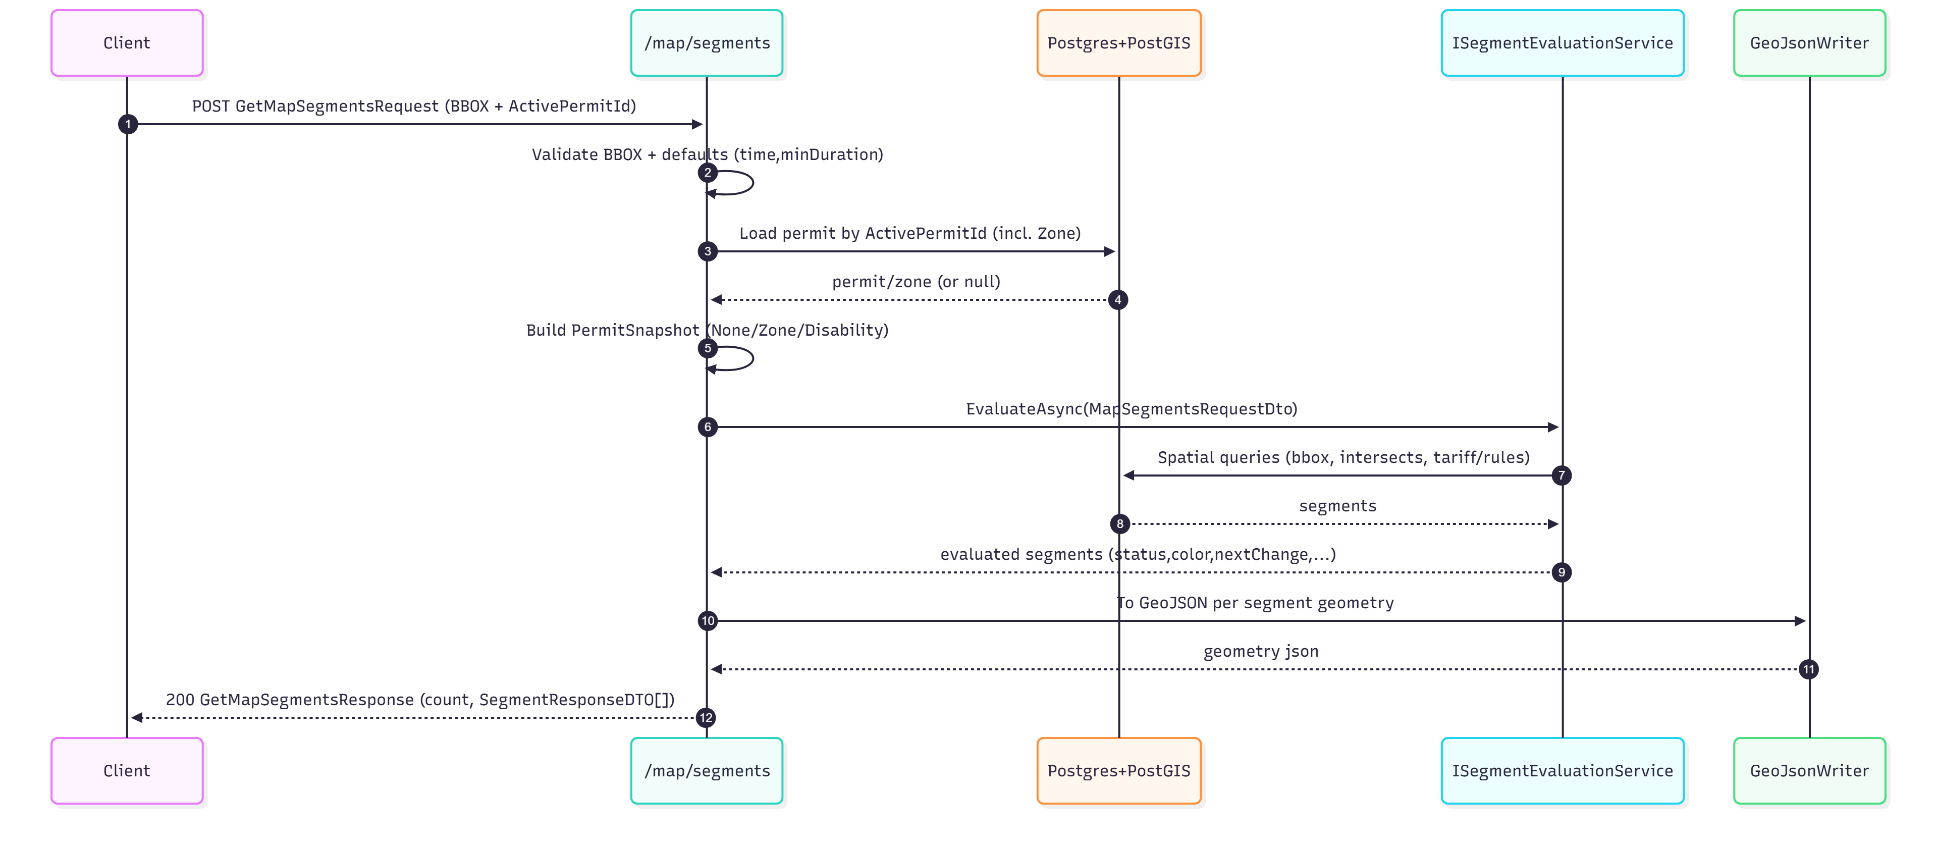 Client
/map/segments
Postgres+PostGIS
ISegmentEvaluationService
GeoJsonWriter
POST GetMapSegmentsRequest (BBOX + ActivePermitId)
1
Validate BBOX + defaults (time,minDuration)
2
Load permit by ActivePermitId (incl. Zone)
3
permit/zone (or null)
4
Build PermitSnapshot (None/Zone/Disability)
5
EvaluateAsync(MapSegmentsRequestDto)
6
Spatial queries (bbox, intersects, tariff/rules)
7
segments
8
evaluated segments (status,color,nextChange,...)
9
To GeoJSON per segment geometry
10
geometry json
11
200 GetMapSegmentsResponse (count, SegmentResponseDTO[])
12
Client
/map/segments
Postgres+PostGIS
ISegmentEvaluationService
GeoJsonWriter